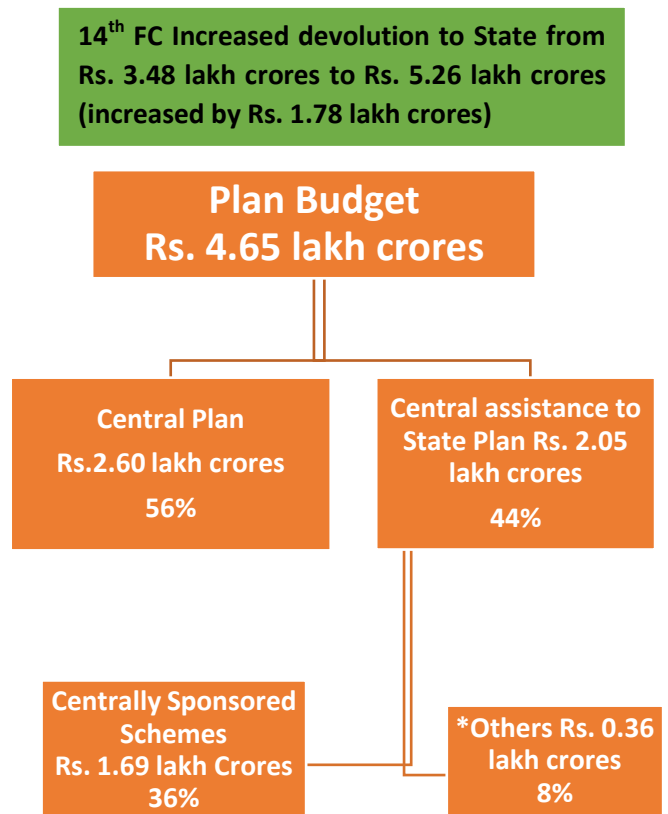 14th FC Increased devolution to State from
Rs. 3.48 lakh crores to Rs. 5.26 lakh crores
(increased by Rs. 1.78 lakh crores)
Plan Budget
Rs. 4.65 lakh crores
Central Plan
Rs.2.60 lakh crores
56%
Central assistance to
State Plan Rs. 2.05
lakh crores
44%
Centrally Sponsored
Schemes
Rs. 1.69 lakh Crores
36%
*Others Rs. 0.36
lakh crores
8%